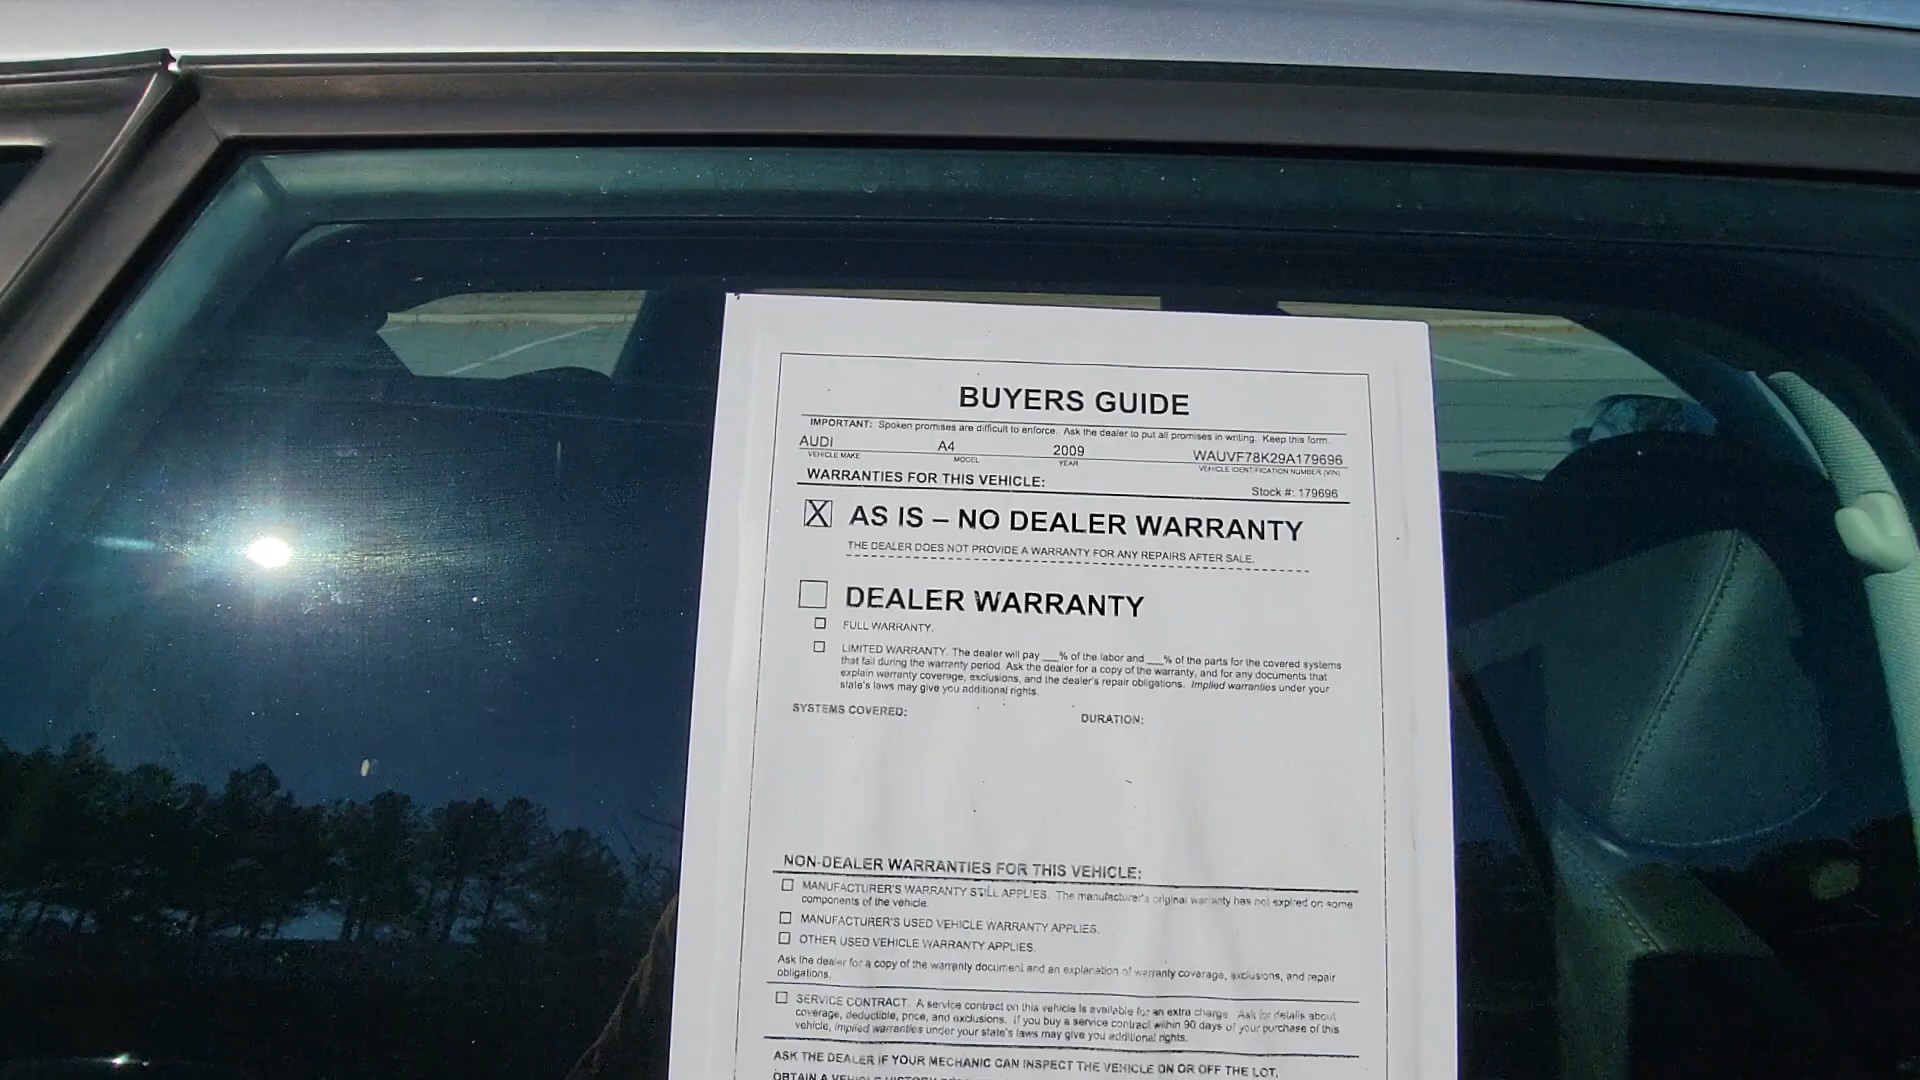 BUYERS GUIDE
IMPORTANT: Spoken promises are difficult to enforce. Ask the dealer to put all promises in writing. Keep this form.
AUDI A4 2009 WAUVF78K29A179696
VEHICLE MAKE MODEL YEAR VEHICLE IDENTIFICATION NUMBER (VIN)
WARRANTIES FOR THIS VEHICLE:
Stock #: 179696
X AS IS – NO DEALER WARRANTY
THE DEALER DOES NOT PROVIDE A WARRANTY FOR ANY REPAIRS AFTER SALE.
DEALER WARRANTY
FULL WARRANTY.
LIMITED WARRANTY. The dealer will pay ___% of the labor and ___% of the parts for the covered systems
that fail during the warranty period. Ask the dealer for a copy of the warranty, and for any documents that
explain warranty coverage, exclusions, and the dealer's repair obligations. Implied warranties under your
state's laws may give you additional rights.
SYSTEMS COVERED: DURATION:
NON-DEALER WARRANTIES FOR THIS VEHICLE:
MANUFACTURER'S WARRANTY STILL APPLIES. The manufacturer's original warranty has not expired on some
components of the vehicle.
MANUFACTURER'S USED VEHICLE WARRANTY APPLIES.
OTHER USED VEHICLE WARRANTY APPLIES.
Ask the dealer for a copy of the warranty document and an explanation of warranty coverage, exclusions, and repair
obligations.
SERVICE CONTRACT. A service contract on this vehicle is available for an extra charge. Ask for details about
coverage, deductible, price, and exclusions. If you buy a service contract within 90 days of your purchase of this
vehicle, implied warranties under your state's laws may give you additional rights.
ASK THE DEALER IF YOUR MECHANIC CAN INSPECT THE VEHICLE ON OR OFF THE LOT.
OBTAIN A VEHICLE HISTORY